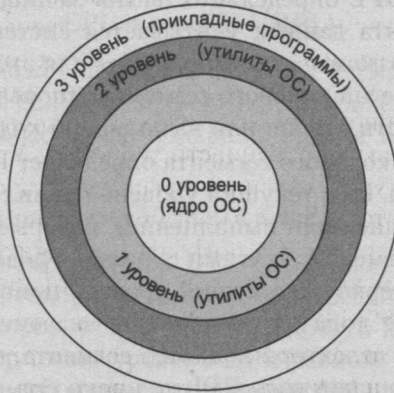 3 уровень (прикладные программы)
2 уровень (утилиты ОС)
0 уровень
(ядро ОС)
1 уровень (утилиты ОС)